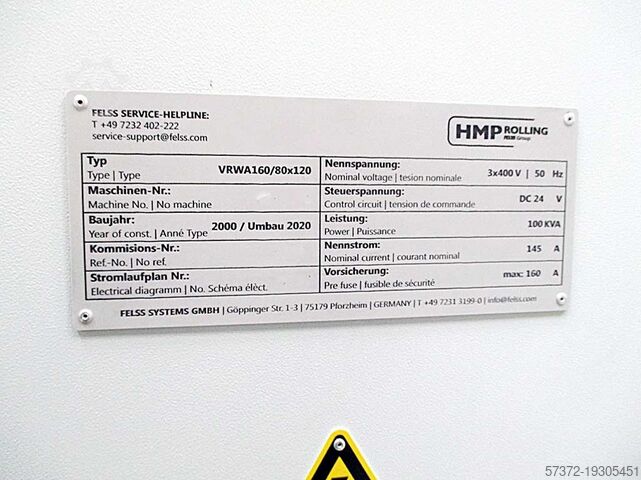 FELSS SERVICE-HELPLINE:
T +49 7232 402-222
service-support@felss.com
HMP ROLLING
FELSS Group
Typ
Type | Type
VRWA160/80x120
Maschinen-Nr.:
Machine No. | No machine
Baujahr:
Year of const. | Anné Type
2000 / Umbau 2020
Kommisions-Nr.:
Ref.-No. | No ref.
Stromlaufplan Nr.:
Electrical diagramm | No. Schéma éléct.
Nennspannung:
Nominal voltage | tesion nominale
3x400 V | 50 Hz
Steuerspannung:
Control circuit | tension de commande
DC 24 V
Leistung:
Power | Puissance
100 KVA
Nennstrom:
Nominal current | courant nominal
145 A
Vorsicherung:
Pre fuse | fusible de sécurité
max: 160 A
FELSS SYSTEMS GMBH | Göppinger Str. 1-3 | 75179 Pforzheim | GERMANY | T +49 7231 3199-0 | info@felss.com
57372-19305451